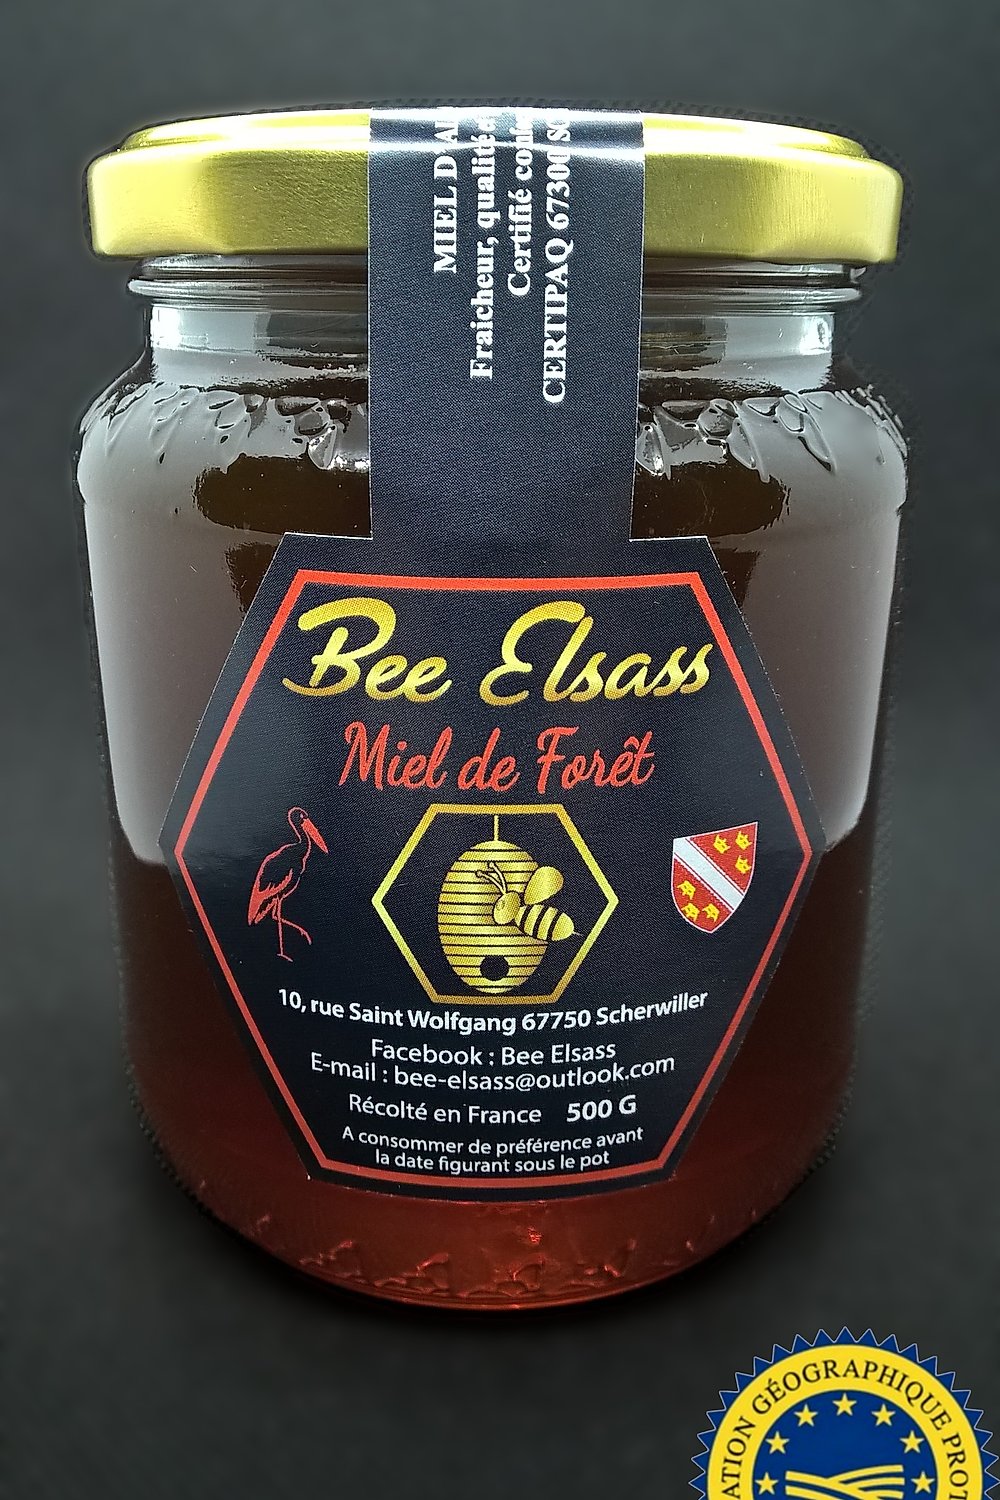 MIEL D'A
Fraicheur, qualité
Certifié
CERTIPAQ 67300
Bee Elsass
Miel de Forêt
10, rue Saint Wolfgang 67750 Scherwiller
Facebook : Bee Elsass
E-mail : bee-elsass@outlook.com
Récolté en France 500 G
A consommer de préférence avant
la date figurant sous le pot
GÉOGRAPHIQUE